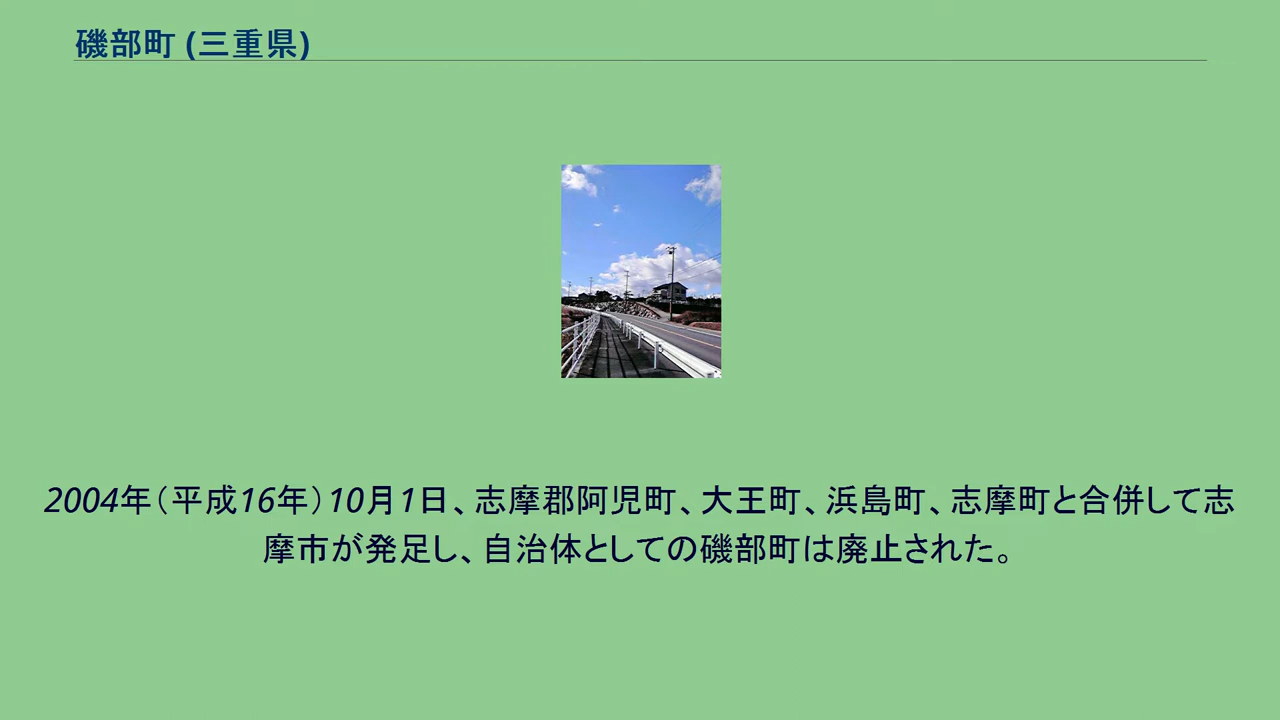 磯部町 (三重県)
2004年（平成16年）10月1日、志摩郡阿児町、大王町、浜島町、志摩町と合併して志
摩市が発足し、自治体としての磯部町は廃止された。